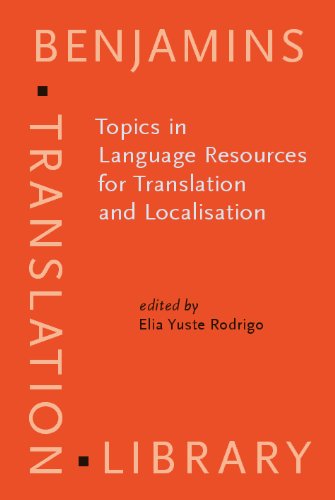 BENJAMINS
TRANSLATION
LIBRARY
Topics in
Language Resources
for Translation
and Localisation
edited by
Elia Yuste Rodrigo